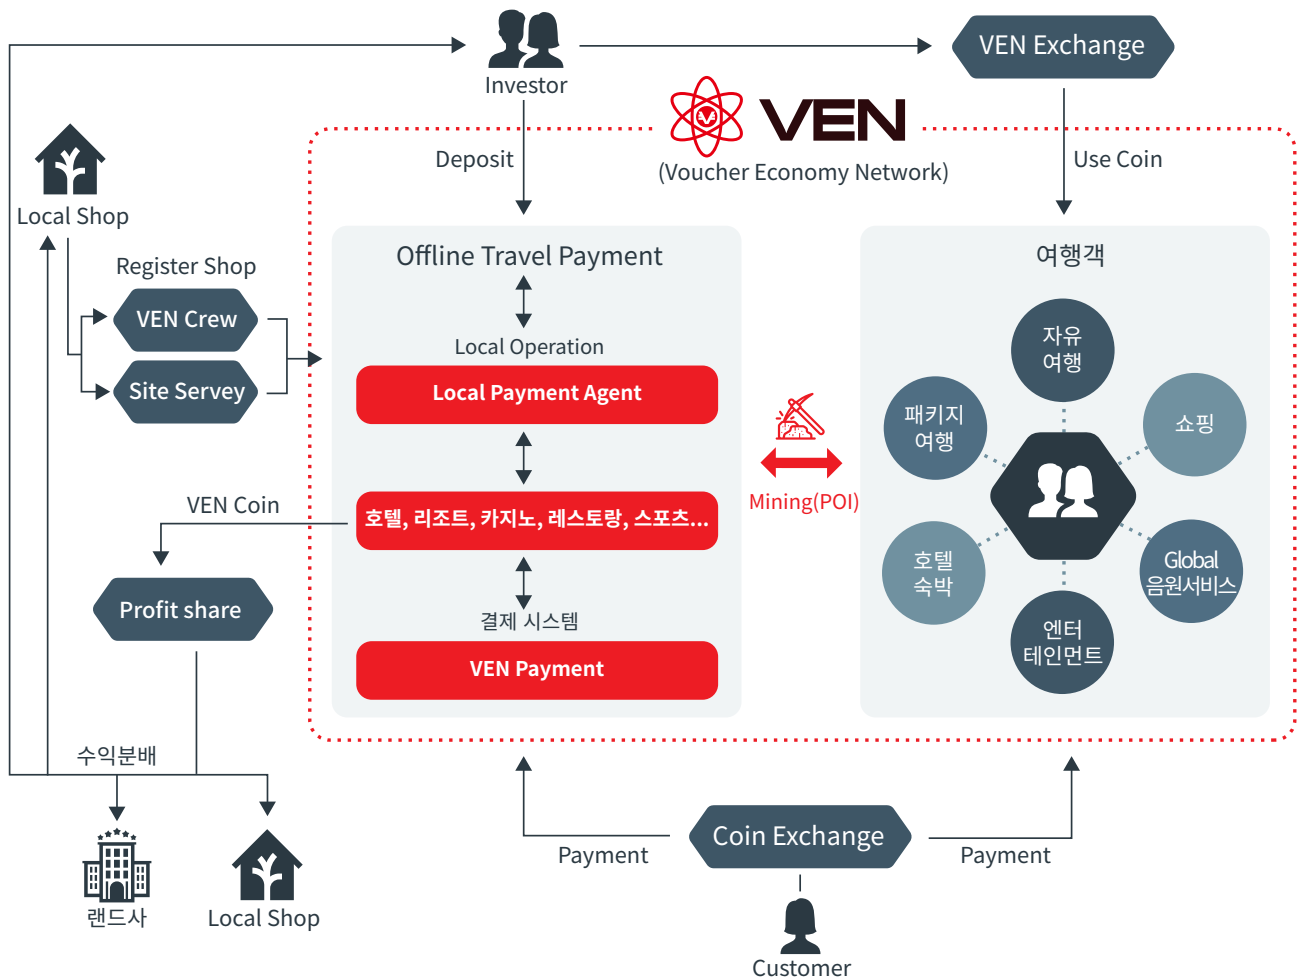 Investor
VEN Exchange
VEN
(Voucher Economy Network)
Deposit
Use Coin
Local Shop
Register Shop
VEN Crew
Site Servey
Offline Travel Payment
Local Operation
Local Payment Agent
호텔, 리조트, 카지노, 레스토랑, 스포츠...
결제 시스템
VEN Payment
Mining(POI)
여행객
자유
여행
패키지
여행
쇼핑
호텔
숙박
Global
음원서비스
엔터
테인먼트
VEN Coin
Profit share
수익분배
랜드사
Local Shop
Coin Exchange
Payment
Payment
Customer